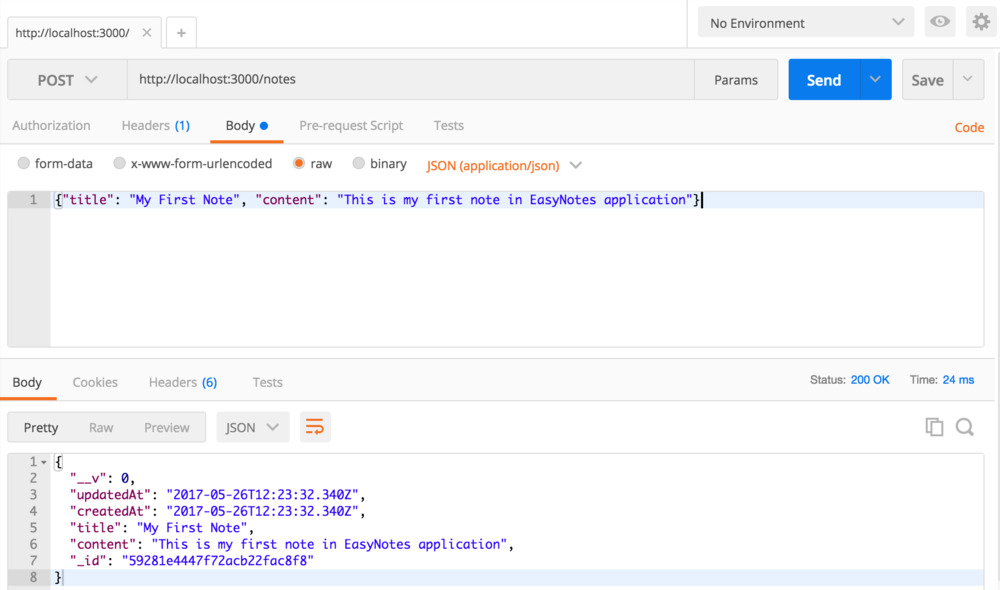 http://localhost:3000/
No Environment
POST http://localhost:3000/notes Params Send Save
Authorization Headers (1) Body Pre-request Script Tests Code
form-data x-www-form-urlencoded raw binary JSON (application/json)
1 {"title": "My First Note", "content": "This is my first note in EasyNotes application"}
Body Cookies Headers (6) Tests Status: 200 OK Time: 24 ms
Pretty Raw Preview JSON
1 {
2 "__v": 0,
3 "updatedAt": "2017-05-26T12:23:32.340Z",
4 "createdAt": "2017-05-26T12:23:32.340Z",
5 "title": "My First Note",
6 "content": "This is my first note in EasyNotes application",
7 "_id": "59281e4447f72acb22fac8f8"
8 }